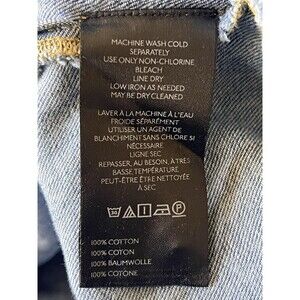 MACHINE WASH COLD
SEPARATELY
USE ONLY NON-CHLORINE
BLEACH
LINE DRY
LOW IRON AS NEEDED
MAY BE DRY CLEANED
LAVER À LA MACHINE À L'EAU
FROIDE SÉPARÉMENT
UTILISER UN AGENT DE
BLANCHIMENT SANS CHLORE SI
NÉCESSAIRE
LIGNE SEC
REPASSER, AU BESOIN, À TRÈS
BASSE TEMPÉRATURE
PEUT-ÊTRE ÊTRE NETTOYÉE
À SEC
100% COTTON
100% COTON
100% BAUMWOLLE
100% COTONE